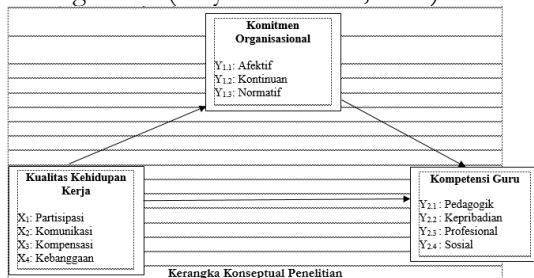 Komitmen
Organisasional
Y1.1: Afektif
Y1.2: Kontinuan
Y1.3: Normatif
Kualitas Kehidupan
Kerja
X1: Partisipasi
X2: Komunikasi
X3: Kompensasi
X4: Kebanggaan
Kompetensi Guru
Y2.1 : Pedagogik
Y2.2 : Kepribadian
Y2.3 : Profesional
Y2.4 : Sosial
Kerangka Konseptual Penelitian